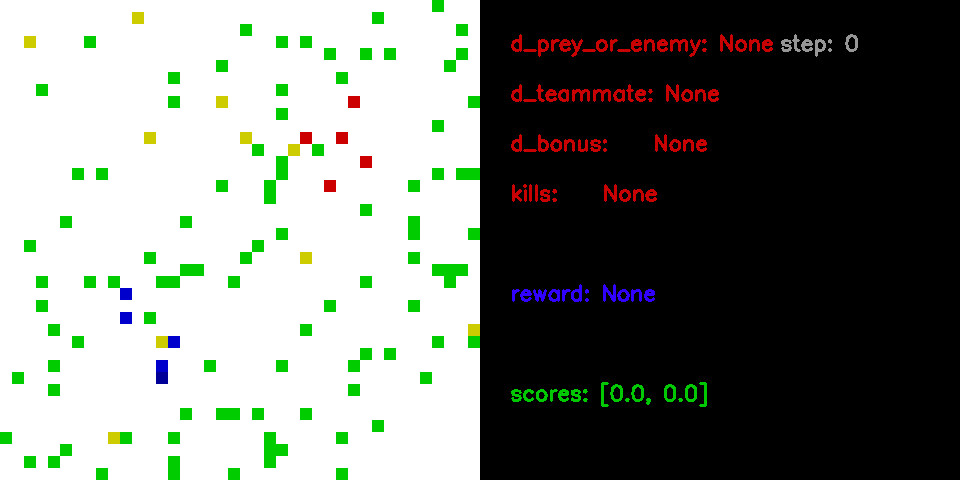 d_prey_or_enemy: None step: 0
d_teammate: None
d_bonus: None
kills: None
reward: None
scores: [0.0, 0.0]